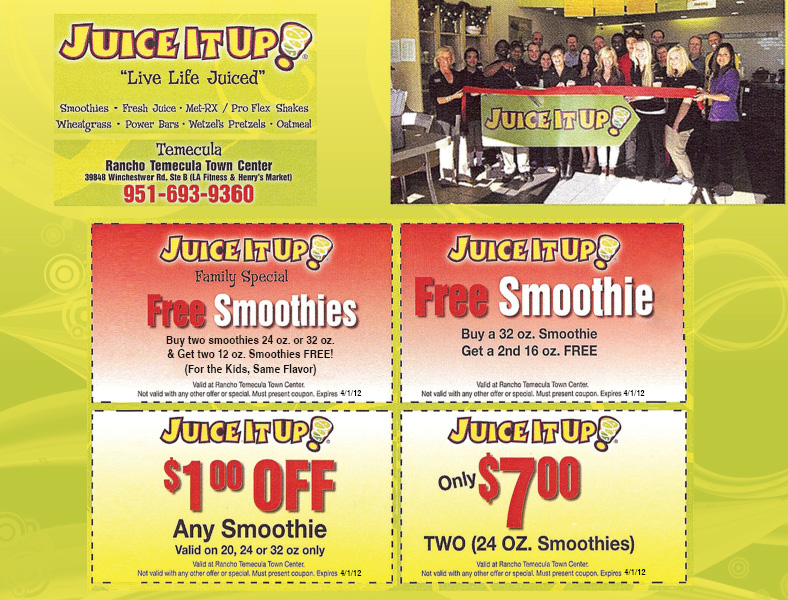 JUICE IT UP!®
"Live Life Juiced"
Smoothies • Fresh Juice • Met-RX / Pro Flex Shakes
Wheatgrass • Power Bars • Wetzel's Pretzels • Oatmeal
Temecula
Rancho Temecula Town Center
39848 Winchestwer Rd. Ste B (LA Fitness & Henry's Market)
951-693-9360
JUICE IT UP!
JUICE IT UP!®
Family Special
Free Smoothies
Buy two smoothies 24 oz. or 32 oz.
& Get two 12 oz. Smoothies FREE!
(For the Kids, Same Flavor)
Valid at Rancho Temecula Town Center.
Not valid with any other offer or special. Must present coupon. Expires 4/1/12
JUICE IT UP!®
Free Smoothie
Buy a 32 oz. Smoothie
Get a 2nd 16 oz. FREE
Valid at Rancho Temecula Town Center.
Not valid with any other offer or special. Must present coupon. Expires 4/1/12
JUICE IT UP!®
$1.00 OFF
Any Smoothie
Valid on 20, 24 or 32 oz only
Valid at Rancho Temecula Town Center.
Not valid with any other offer or special. Must present coupon. Expires 4/1/12
JUICE IT UP!®
Only $7.00
TWO (24 OZ. Smoothies)
Valid at Rancho Temecula Town Center.
Not valid with any other offer or special. Must present coupon. Expires 4/1/12